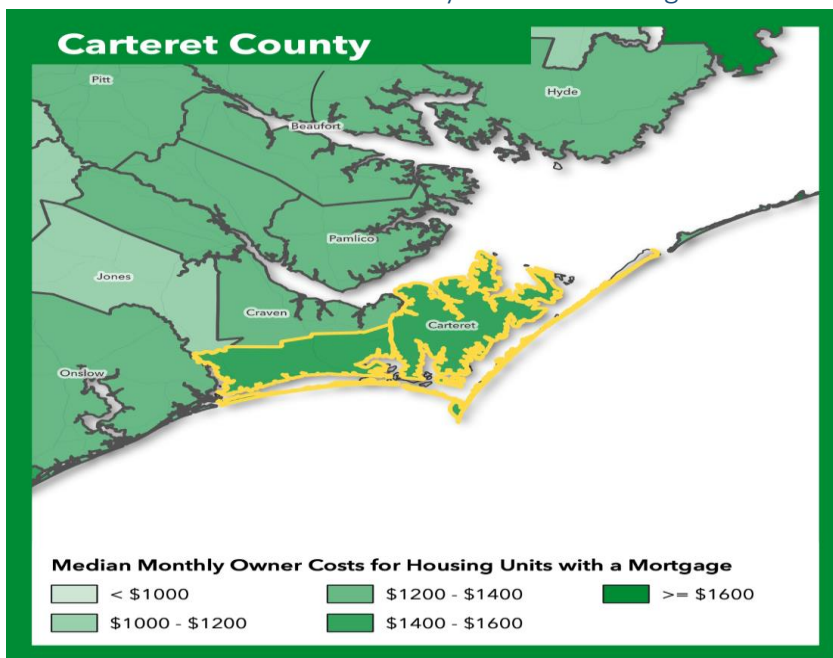 Carteret County
Pitt
Hyde
Beaufort
Pamlico
Jones
Craven
Carteret
Onslow
Median Monthly Owner Costs for Housing Units with a Mortgage
< $1000
$1200 - $1400
>= $1600
$1000 - $1200
$1400 - $1600